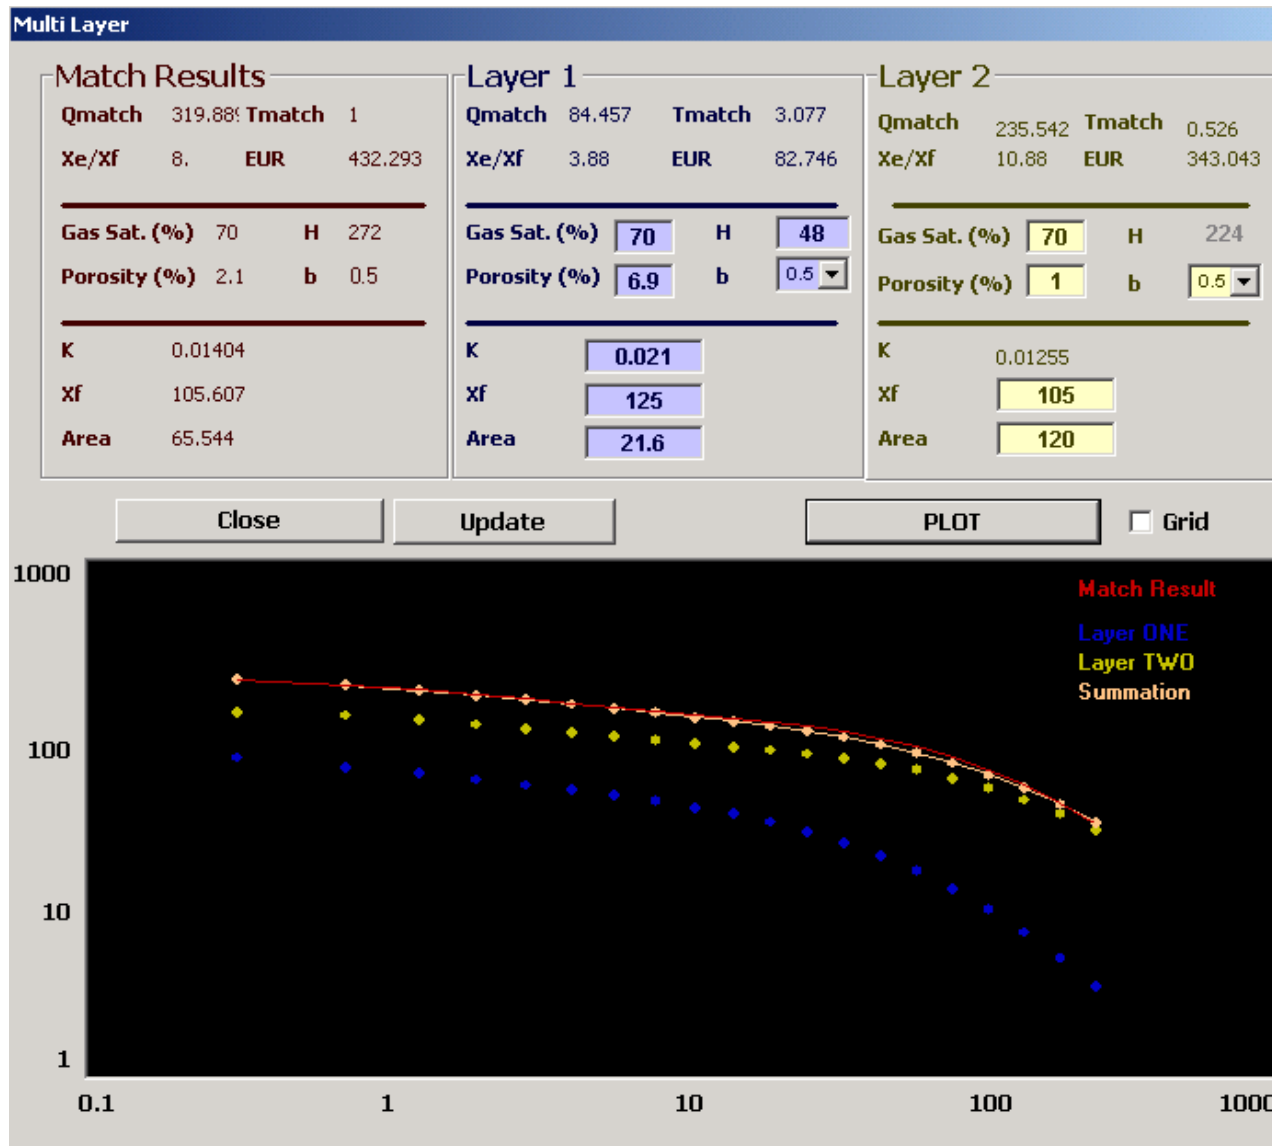 Multi Layer
Match Results
Qmatch 319.889 Tmatch 1
Xe/Xf 8. EUR 432.293
Gas Sat. (%) 70 H 272
Porosity (%) 2.1 b 0.5
K 0.01404
Xf 105.607
Area 65.544
Layer 1
Qmatch 84.457 Tmatch 3.077
Xe/Xf 3.88 EUR 82.746
Gas Sat. (%) 70 H 48
Porosity (%) 6.9 b 0.5
K 0.021
Xf 125
Area 21.6
Layer 2
Qmatch 235.542 Tmatch 0.526
Xe/Xf 10.88 EUR 343.043
Gas Sat. (%) 70 H 224
Porosity (%) 1 b 0.5
K 0.01255
Xf 105
Area 120
Close Update PLOT Grid
1000
100
10
1
Match Result
Layer ONE
Layer TWO
Summation
0.1 1 10 100 1000